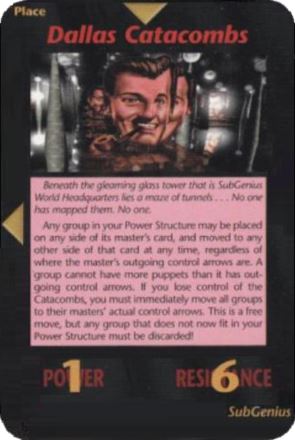 Place
Dallas Catacombs
Beneath the gleaming glass tower that is SubGenius
World Headquarters lies a maze of tunnels . . . No one
has mapped them. No one.
Any group in your Power Structure may be placed
on any side of its master's card, and moved to any
other side of that card at any time, regardless of
where the master's outgoing control arrows are. A
group cannot have more puppets than it has out-
going control arrows. If you lose control of the
Catacombs, you must immediately move all groups
to their masters' actual control arrows. This is a free
move, but any group that does not now fit in your
Power Structure must be discarded!
POWER 1 RESISTANCE 6
SubGenius